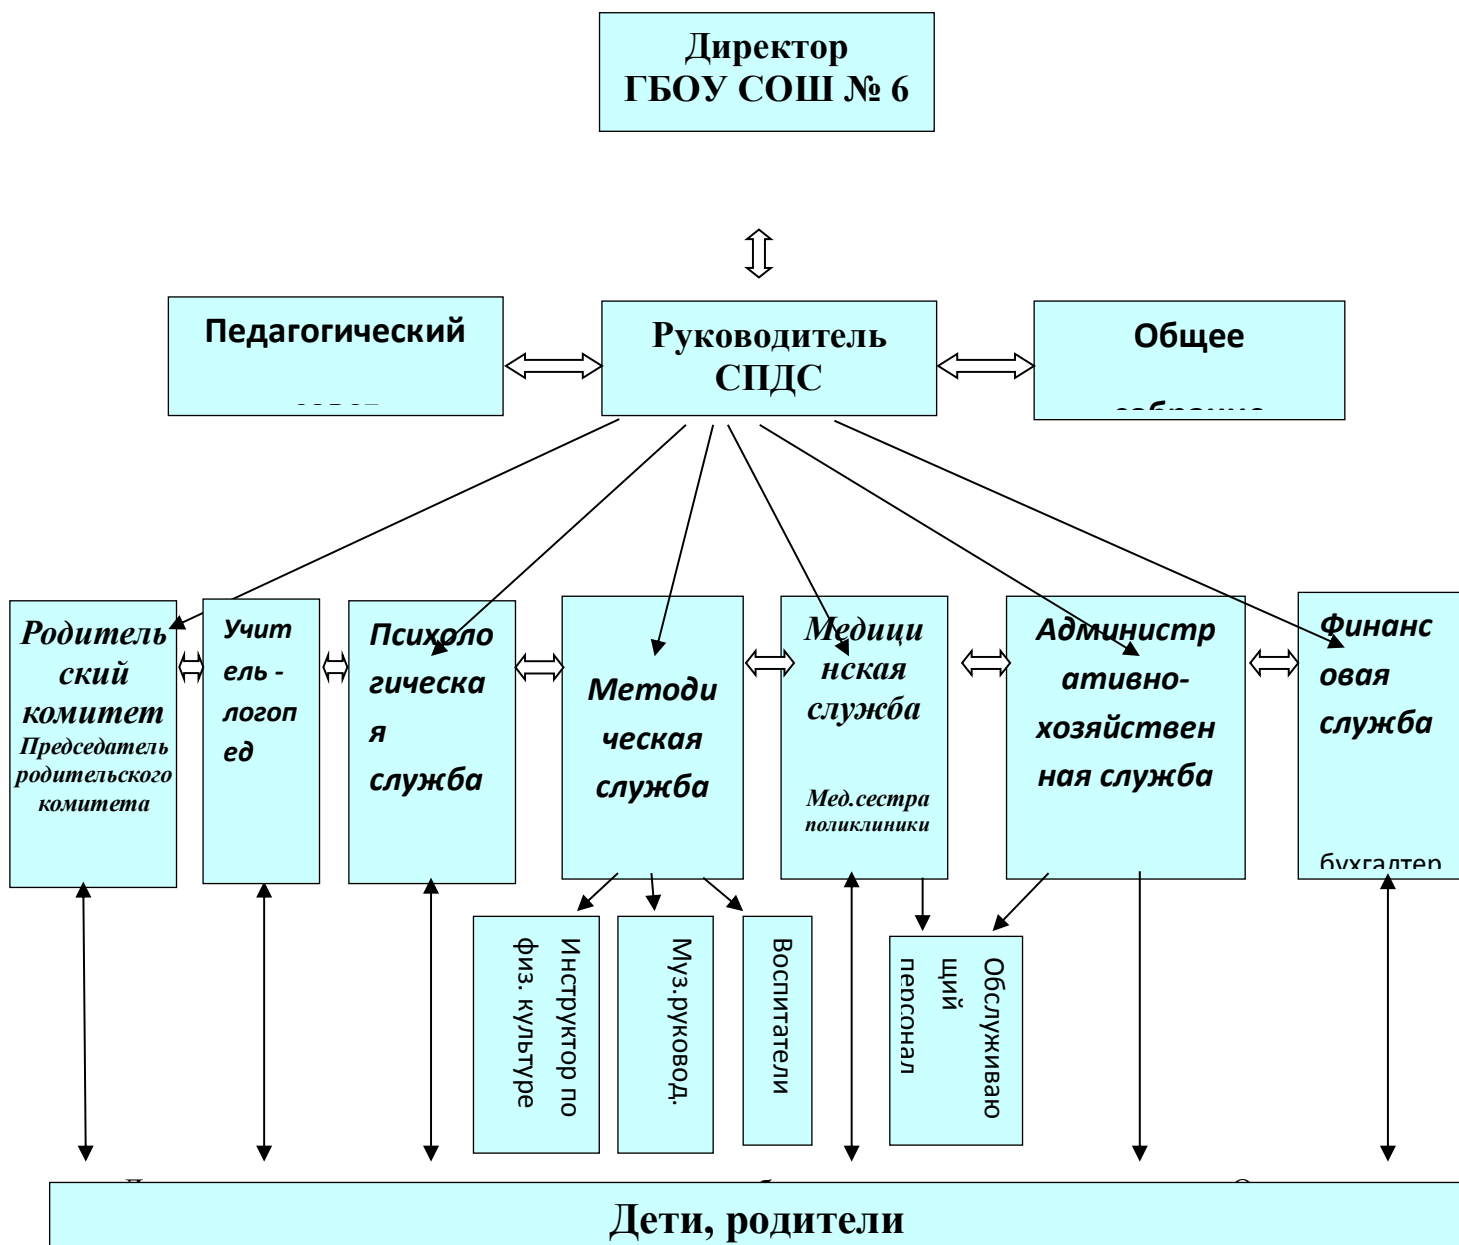 Директор
ГБОУ СОШ № 6
Педагогический
Руководитель
СПДС
Общее
собрание
Родитель
ский
комитет
Председатель
родительского
комитета
Учит
ель -
логоп
ед
Психоло
гическа
я
служба
Методи
ческая
служба
Медици
нская
служба
Мед.сестра
поликлиники
Администр
ативно-
хозяйствен
ная служба
Финанс
овая
служба
бухгалтер
Инструктор по
физ. культуре
Муз.руковод.
Воспитатели
Обслуживаю
щий
персонал
Дети, родители